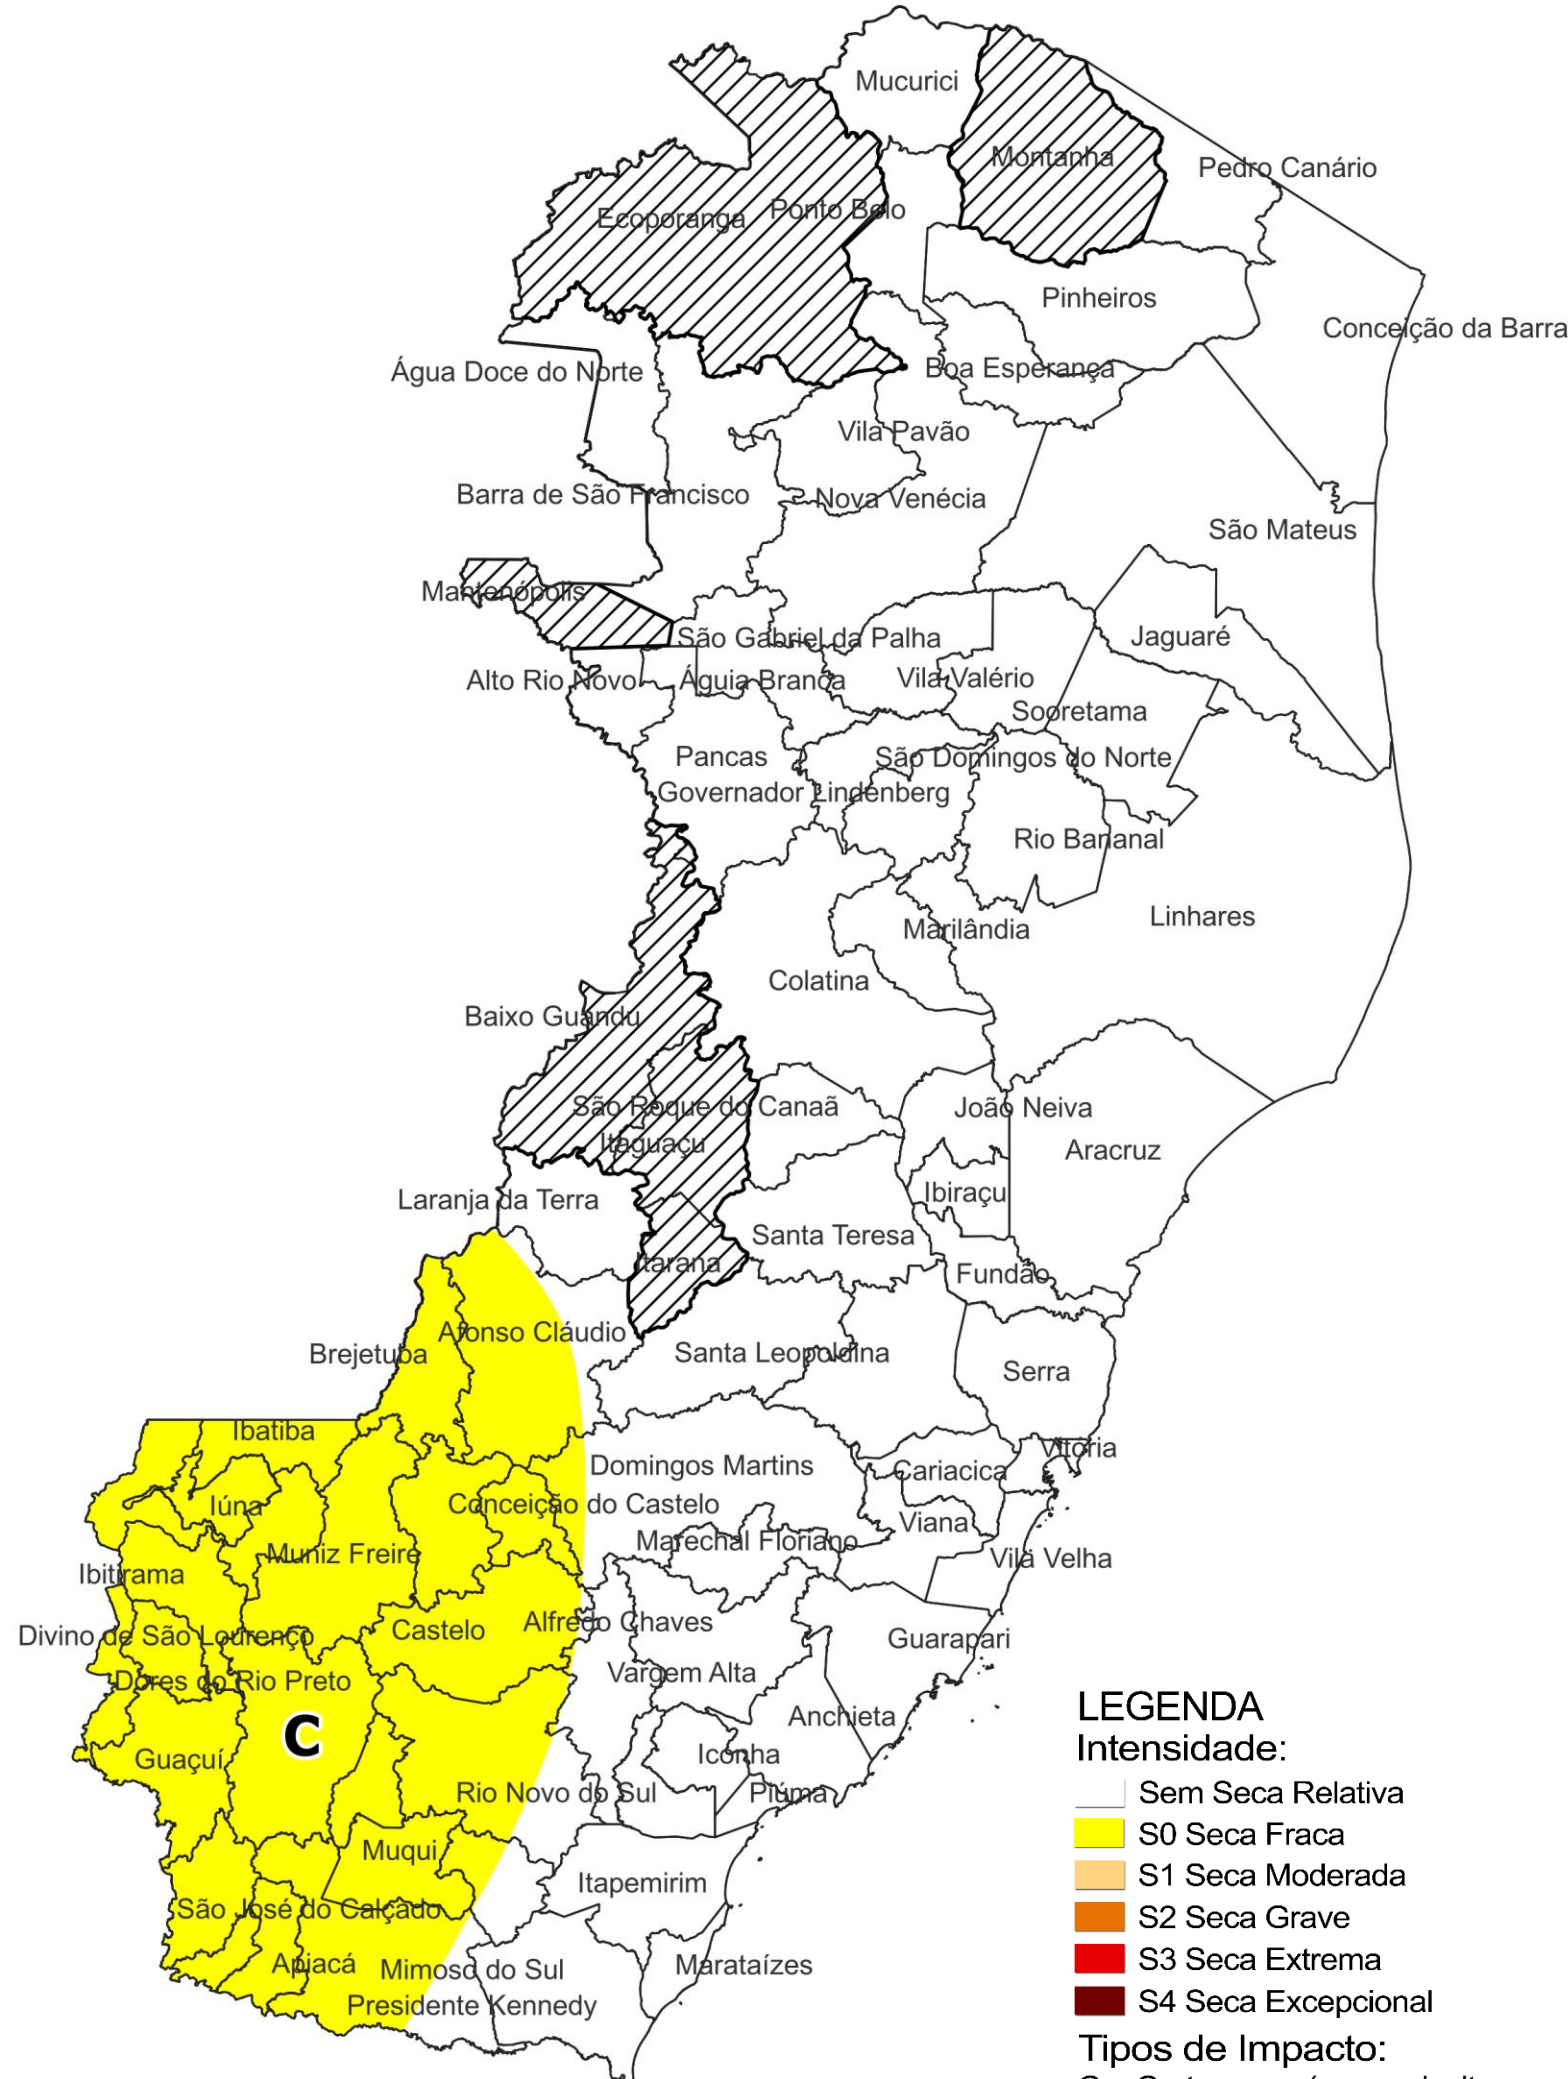 Mucurici
Montanha
Pedro Canário
Ecoporanga
Ponto Belo
Pinheiros
Conceição da Barra
Água Doce do Norte
Boa Esperança
Vila Pavão
Barra de São Francisco
Nova Venécia
São Mateus
Mantenópolis
São Gabriel da Palha
Jaguaré
Alto Rio Novo
Águia Branca
Vila Valério
Sooretama
Pancas
São Domingos do Norte
Governador Lindenberg
Rio Bananal
Linhares
Marilândia
Colatina
Baixo Guandu
São Roque do Canaã
João Neiva
Itaguaçu
Aracruz
Laranja da Terra
Ibiraçu
Santa Teresa
Itarana
Fundão
Afonso Cláudio
Brejetuba
Santa Leopoldina
Serra
Ibatiba
Vitória
Domingos Martins
Cariacica
Iúna
Conceição do Castelo
Viana
Marechal Floriano
Muniz Freire
Vila Velha
Ibitirama
Divino de São Lourenço
Castelo
Alfredo Chaves
Guarapari
Dores do Rio Preto
Vargem Alta
C
Anchieta
Guaçuí
Iconha
Rio Novo do Sul
Piúma
Muqui
Itapemirim
São José do Calçado
Apiacá
Mimoso do Sul
Marataízes
Presidente Kennedy
LEGENDA
Intensidade:
Sem Seca Relativa
S0 Seca Fraca
S1 Seca Moderada
S2 Seca Grave
S3 Seca Extrema
S4 Seca Excepcional
Tipos de Impacto: